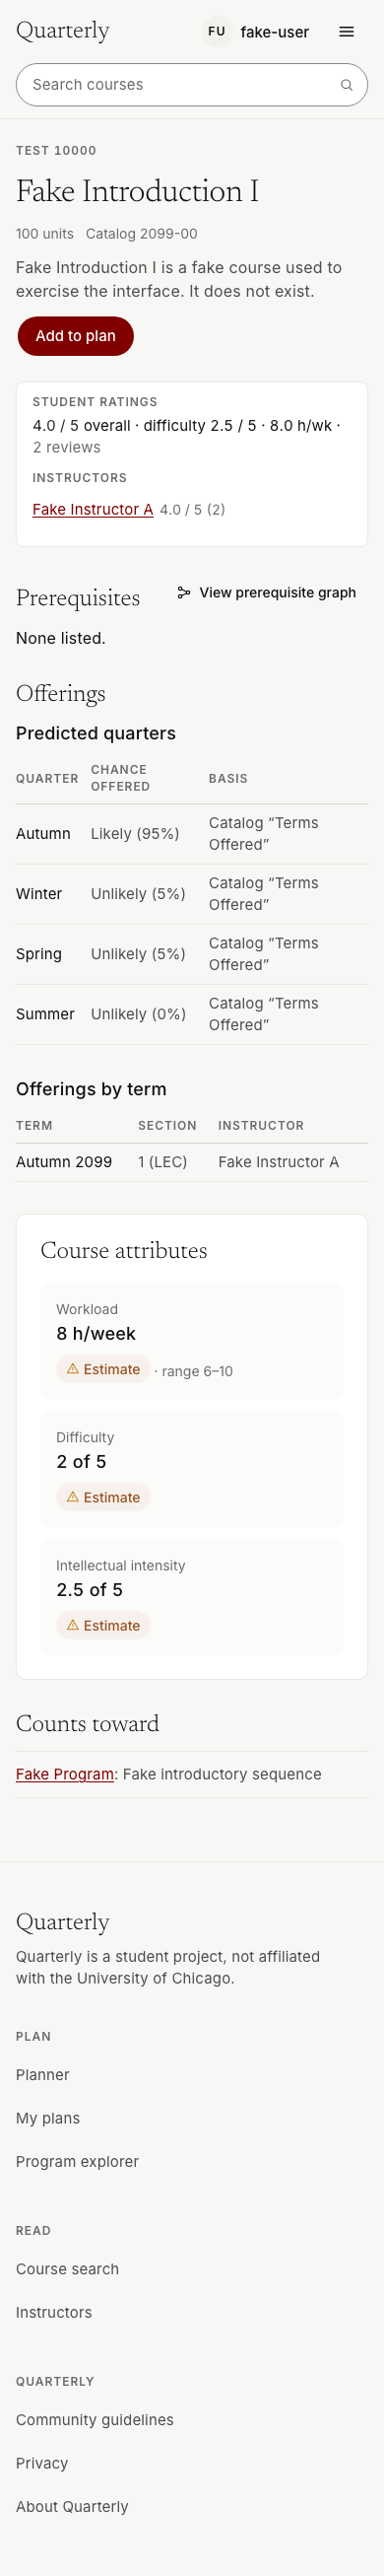 Quarterly
FU fake-user
Search courses
TEST 10000
Fake Introduction I
100 units Catalog 2099-00
Fake Introduction I is a fake course used to
exercise the interface. It does not exist.
Add to plan
STUDENT RATINGS
4.0 / 5 overall · difficulty 2.5 / 5 · 8.0 h/wk ·
2 reviews
INSTRUCTORS
Fake Instructor A 4.0 / 5 (2)
Prerequisites
View prerequisite graph
None listed.
Offerings
Predicted quarters
QUARTER CHANCE OFFERED BASIS
Autumn Likely (95%) Catalog “Terms Offered”
Winter Unlikely (5%) Catalog “Terms Offered”
Spring Unlikely (5%) Catalog “Terms Offered”
Summer Unlikely (0%) Catalog “Terms Offered”
Offerings by term
TERM SECTION INSTRUCTOR
Autumn 2099 1 (LEC) Fake Instructor A
Course attributes
Workload
8 h/week
Estimate · range 6–10
Difficulty
2 of 5
Estimate
Intellectual intensity
2.5 of 5
Estimate
Counts toward
Fake Program: Fake introductory sequence
Quarterly
Quarterly is a student project, not affiliated
with the University of Chicago.
PLAN
Planner
My plans
Program explorer
READ
Course search
Instructors
QUARTERLY
Community guidelines
Privacy
About Quarterly